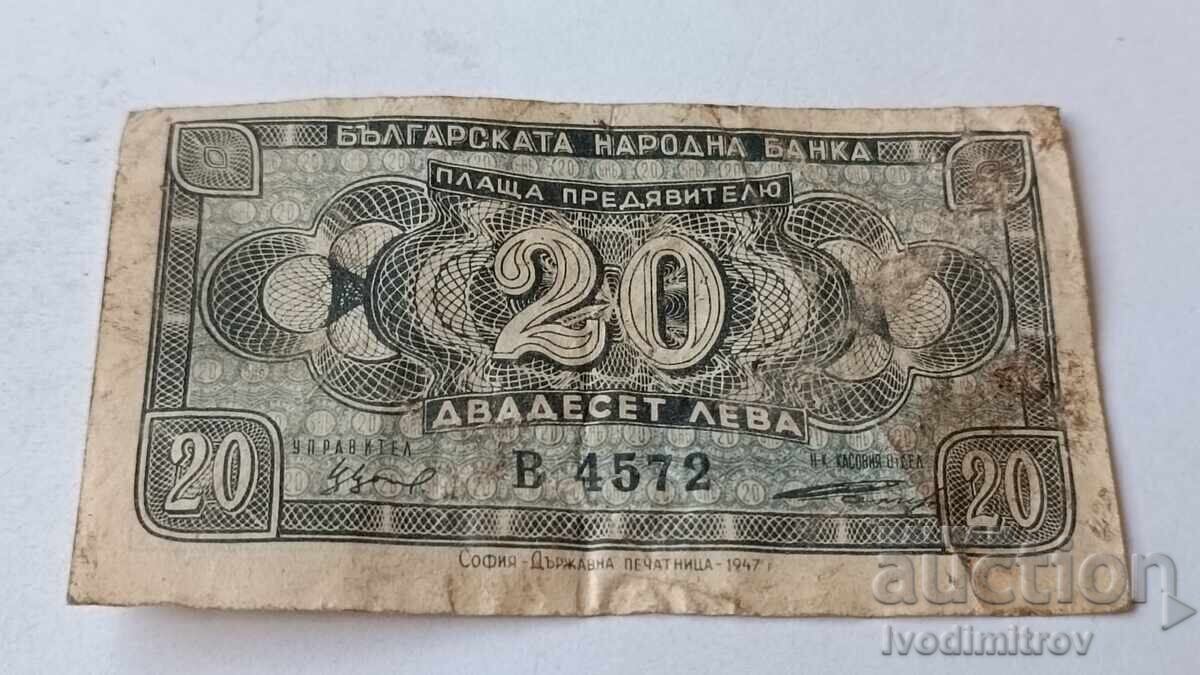 БЪЛГАРСКАТА НАРОДНА БАНКА
ПЛАЩА ПРЕДЯВИТЕЛЮ
20
ДВАДЕСЕТ ЛЕВА
УПРАВИТЕЛ
В 4572
Н-К КАСОВИЯ ОТДЕЛ
20
20
СОФИЯ - ДЪРЖАВНА ПЕЧАТНИЦА - 1947 г
auction
Ivodimitrov